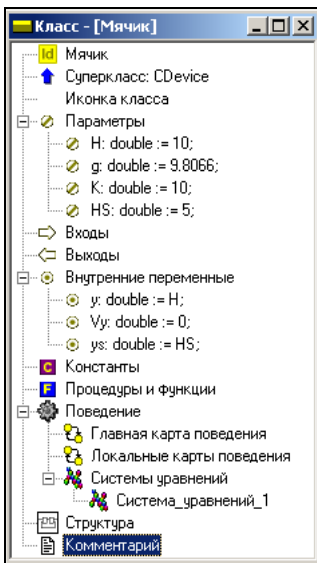 Класс - [Мячик]
Id Мячик
Суперкласс: CDevice
Иконка класса
Параметры
H: double := 10;
g: double := 9.8066;
K: double := 10;
HS: double := 5;
Входы
Выходы
Внутренние переменные
y: double := H;
Vy: double := 0;
ys: double := HS;
C Константы
F Процедуры и функции
Поведение
Главная карта поведения
Локальные карты поведения
Системы уравнений
Система_уравнений_1
Структура
Комментарий